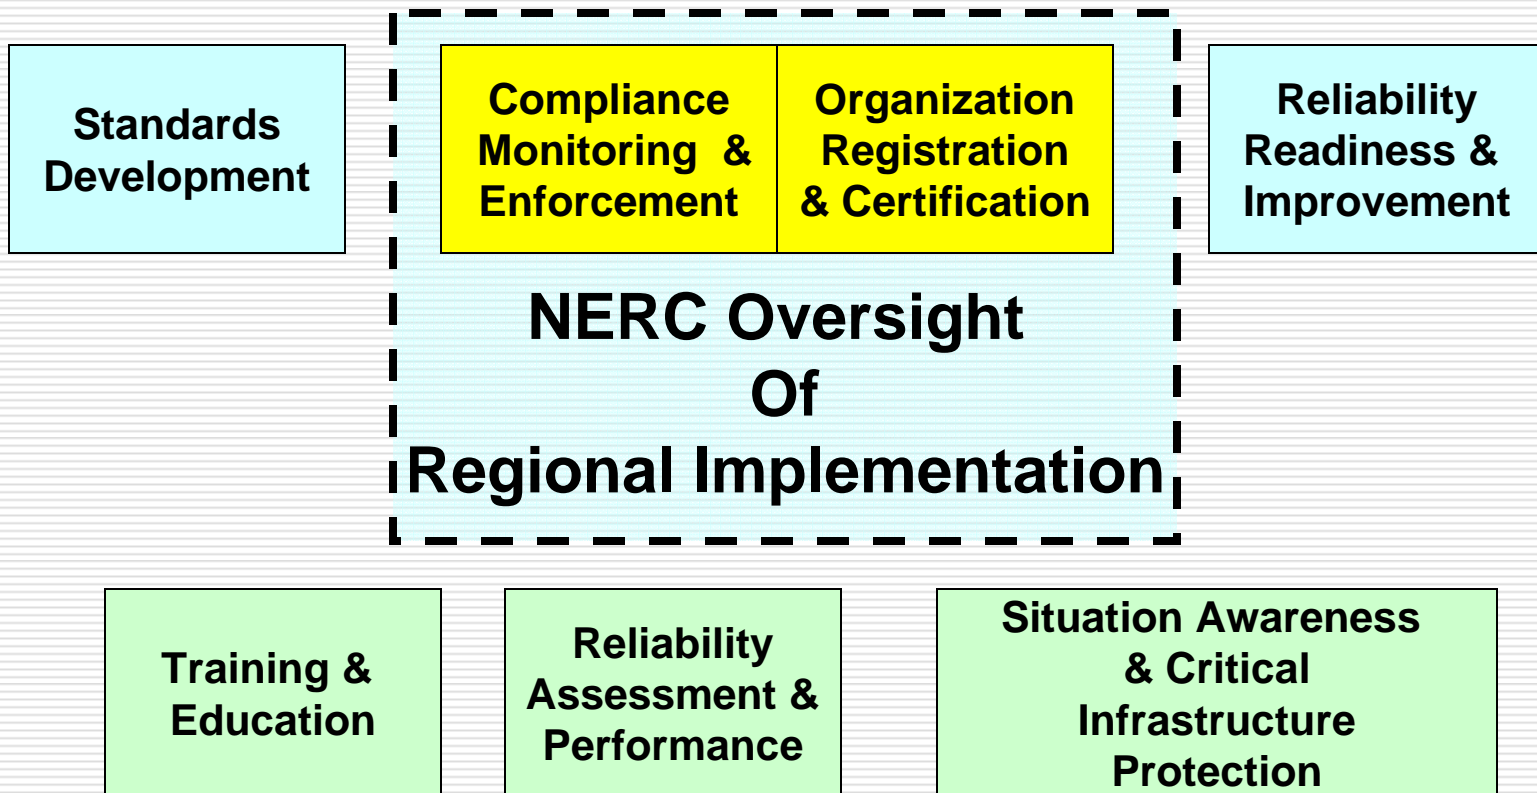 Standards
Development
Compliance
Monitoring &
Enforcement
Organization
Registration
& Certification
Reliability
Readiness &
Improvement
NERC Oversight
Of
Regional Implementation
Training &
Education
Reliability
Assessment &
Performance
Situation Awareness
& Critical
Infrastructure
Protection